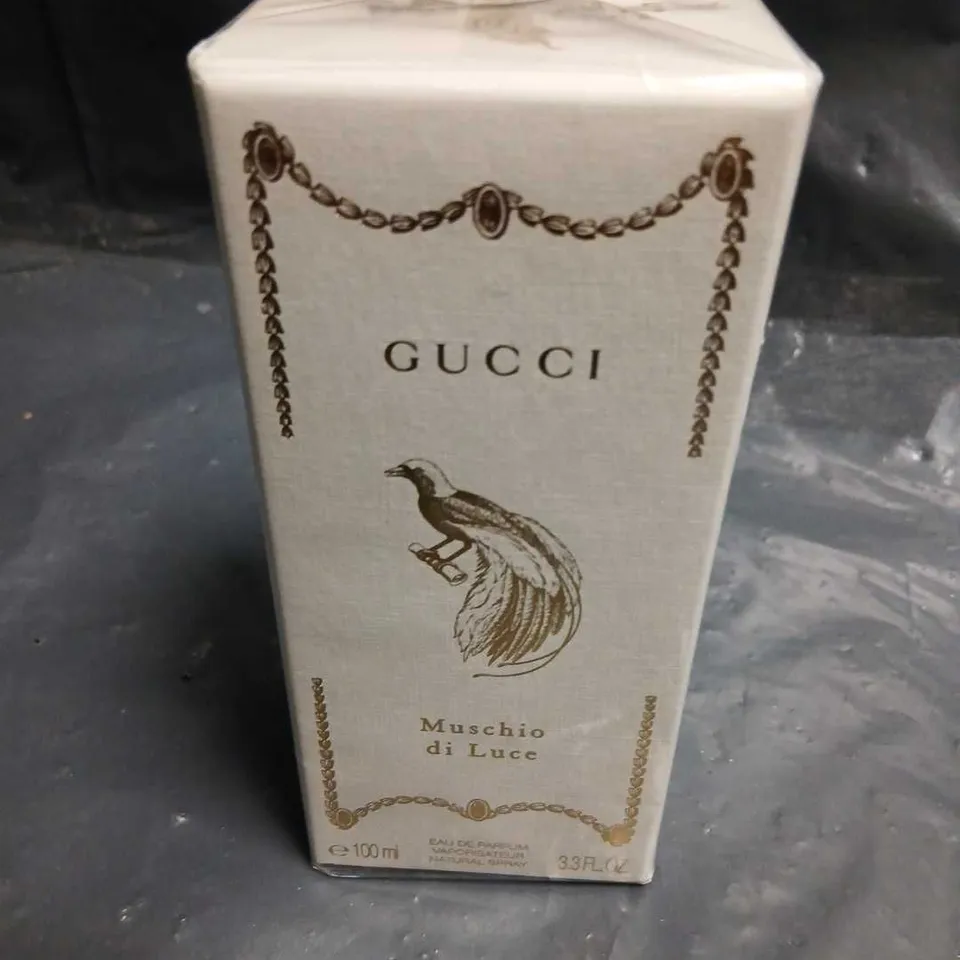 GUCCI
Muschio
di Luce
EAU DE PARFUM
VAPORISATEUR
NATURAL SPRAY
℮ 100 ml
3.3 FL.OZ.